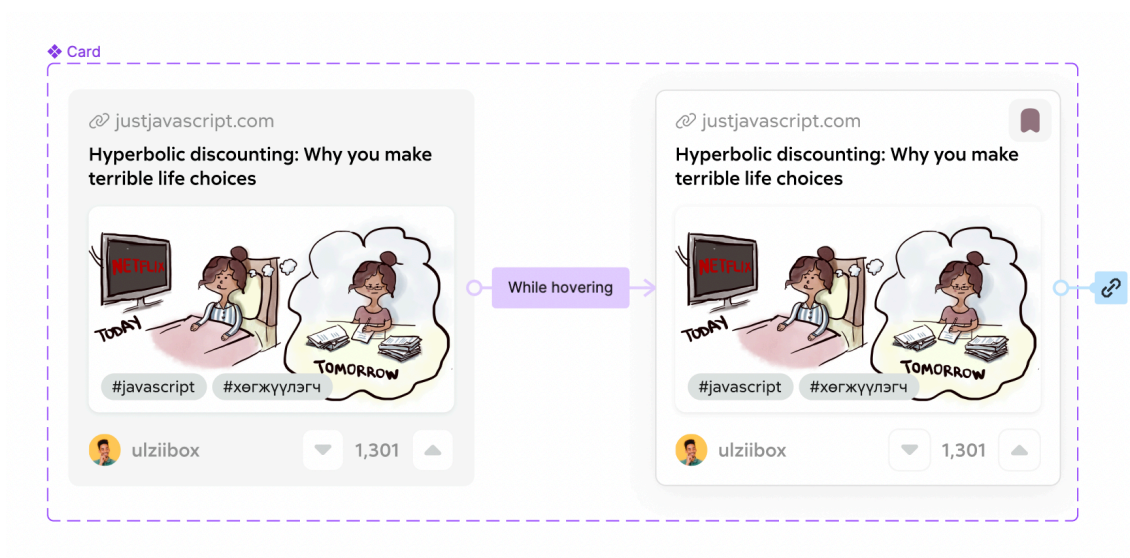 Card
justjavascript.com
Hyperbolic discounting: Why you make
terrible life choices
NETFLIX
TODAY
TOMORROW
#javascript #хөгжүүлэгч
ulziibox
1,301
While hovering
justjavascript.com
Hyperbolic discounting: Why you make
terrible life choices
NETFLIX
TODAY
TOMORROW
#javascript #хөгжүүлэгч
ulziibox
1,301